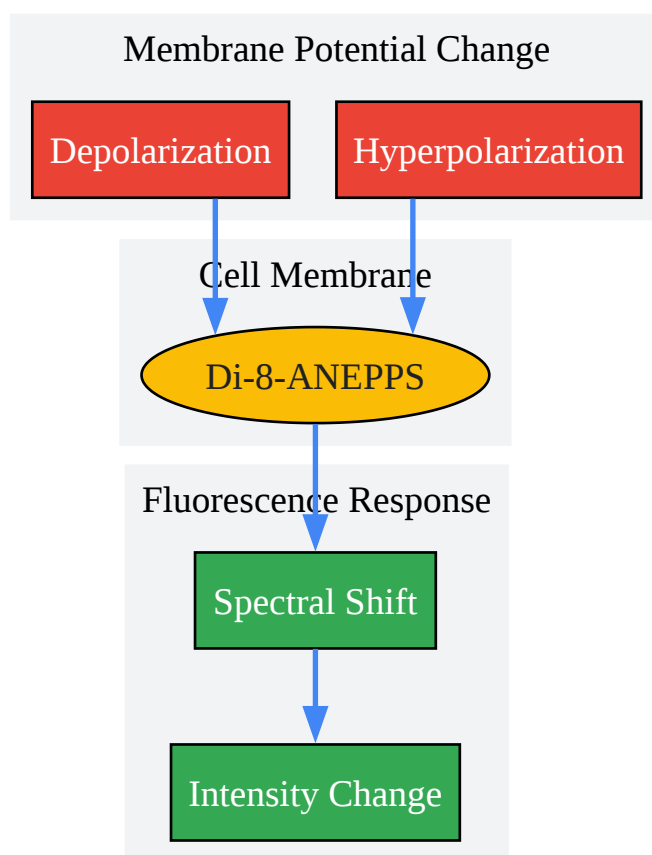 Membrane Potential Change
Depolarization
Hyperpolarization
Cell Membrane
Di-8-ANEPPS
Fluorescence Response
Spectral Shift
Intensity Change